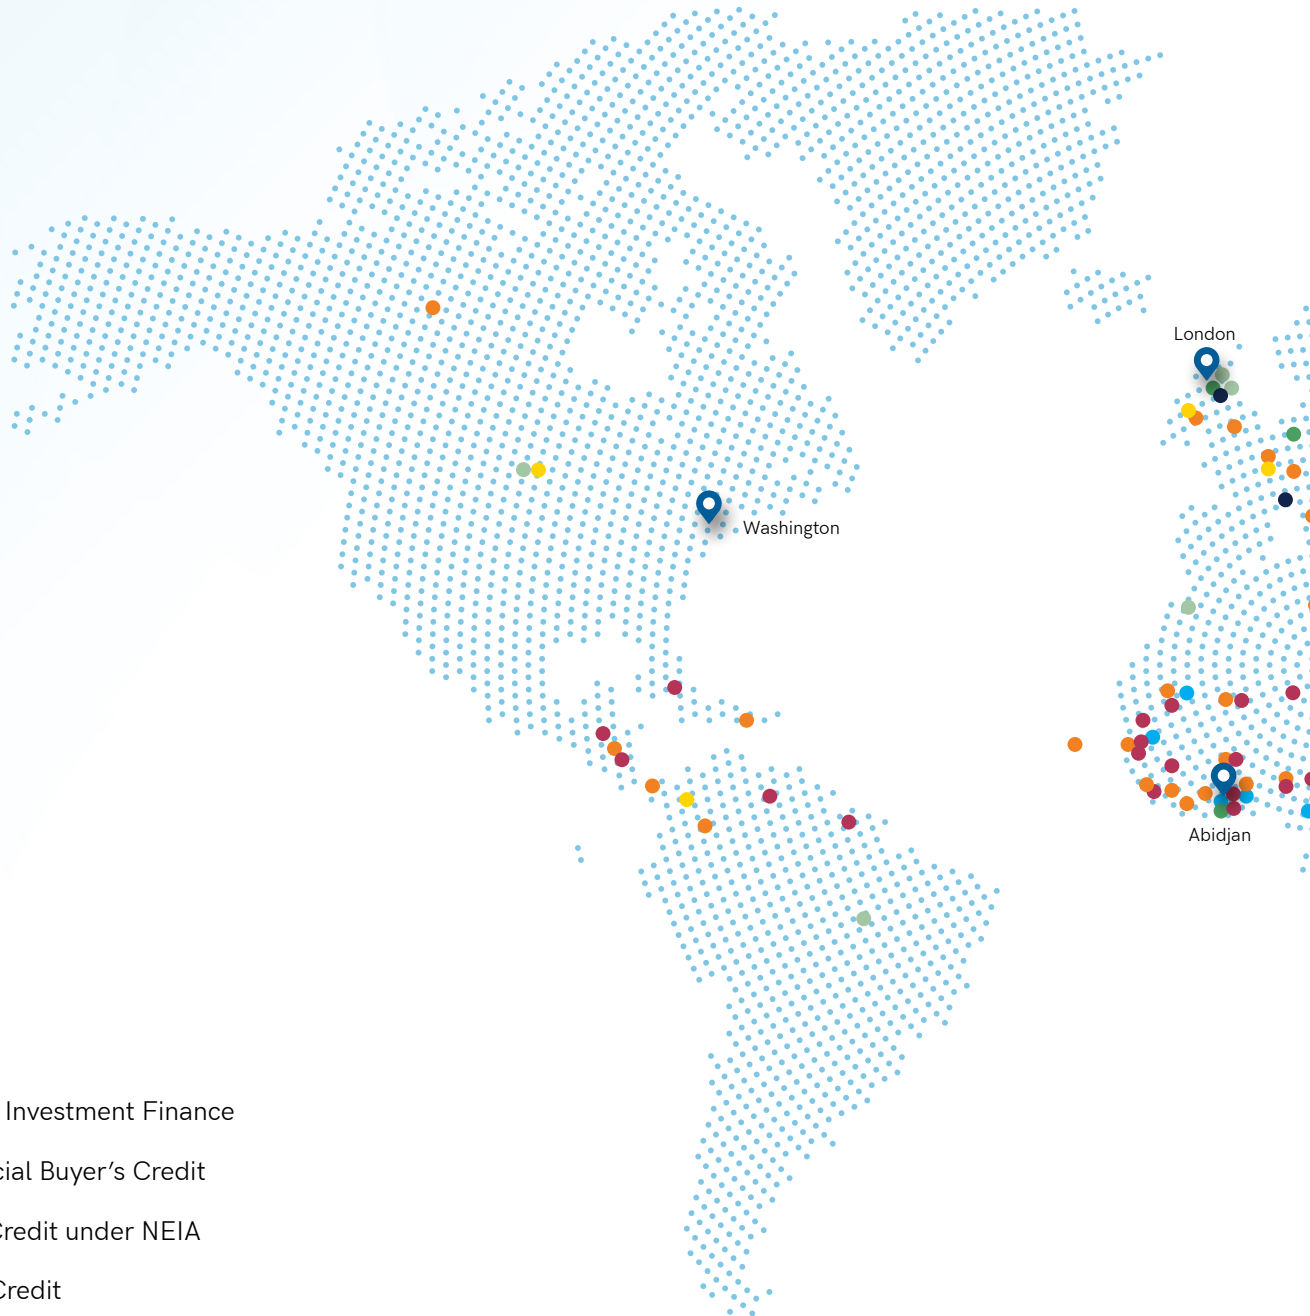 London
Washington
Abidjan
Investment Finance
cial Buyer’s Credit
Credit under NEIA
Credit